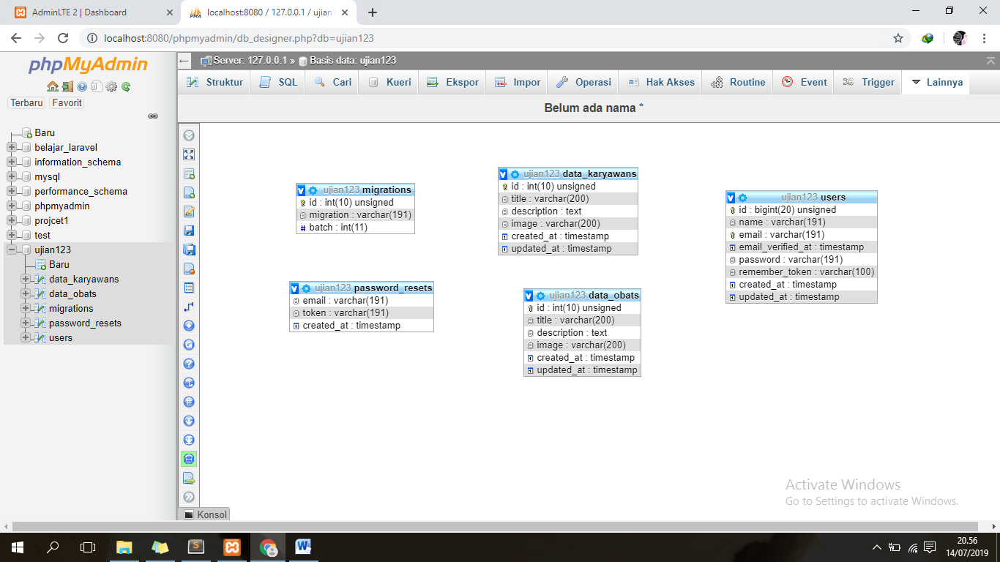 AdminLTE 2 | Dashboard
localhost:8080 / 127.0.0.1 / ujian1
localhost:8080/phpmyadmin/db_designer.php?db=ujian123
phpMyAdmin
Terbaru Favorit
Baru
belajar_laravel
information_schema
mysql
performance_schema
phpmyadmin
projcet1
test
ujian123
Baru
data_karyawans
data_obats
migrations
password_resets
users
Server: 127.0.0.1 » Basis data: ujian123
Struktur SQL Cari Kueri Ekspor Impor Operasi Hak Akses Routine Event Trigger Lainnya
Belum ada nama *
ujian123 migrations
id : int(10) unsigned
migration : varchar(191)
batch : int(11)
ujian123 password_resets
email : varchar(191)
token : varchar(191)
created_at : timestamp
ujian123 data_karyawans
id : int(10) unsigned
title : varchar(200)
description : text
image : varchar(200)
created_at : timestamp
updated_at : timestamp
ujian123 data_obats
id : int(10) unsigned
title : varchar(200)
description : text
image : varchar(200)
created_at : timestamp
updated_at : timestamp
ujian123 users
id : bigint(20) unsigned
name : varchar(191)
email : varchar(191)
email_verified_at : timestamp
password : varchar(191)
remember_token : varchar(100)
created_at : timestamp
updated_at : timestamp
Activate Windows
Go to Settings to activate Windows.
Konsol
20.56
14/07/2019